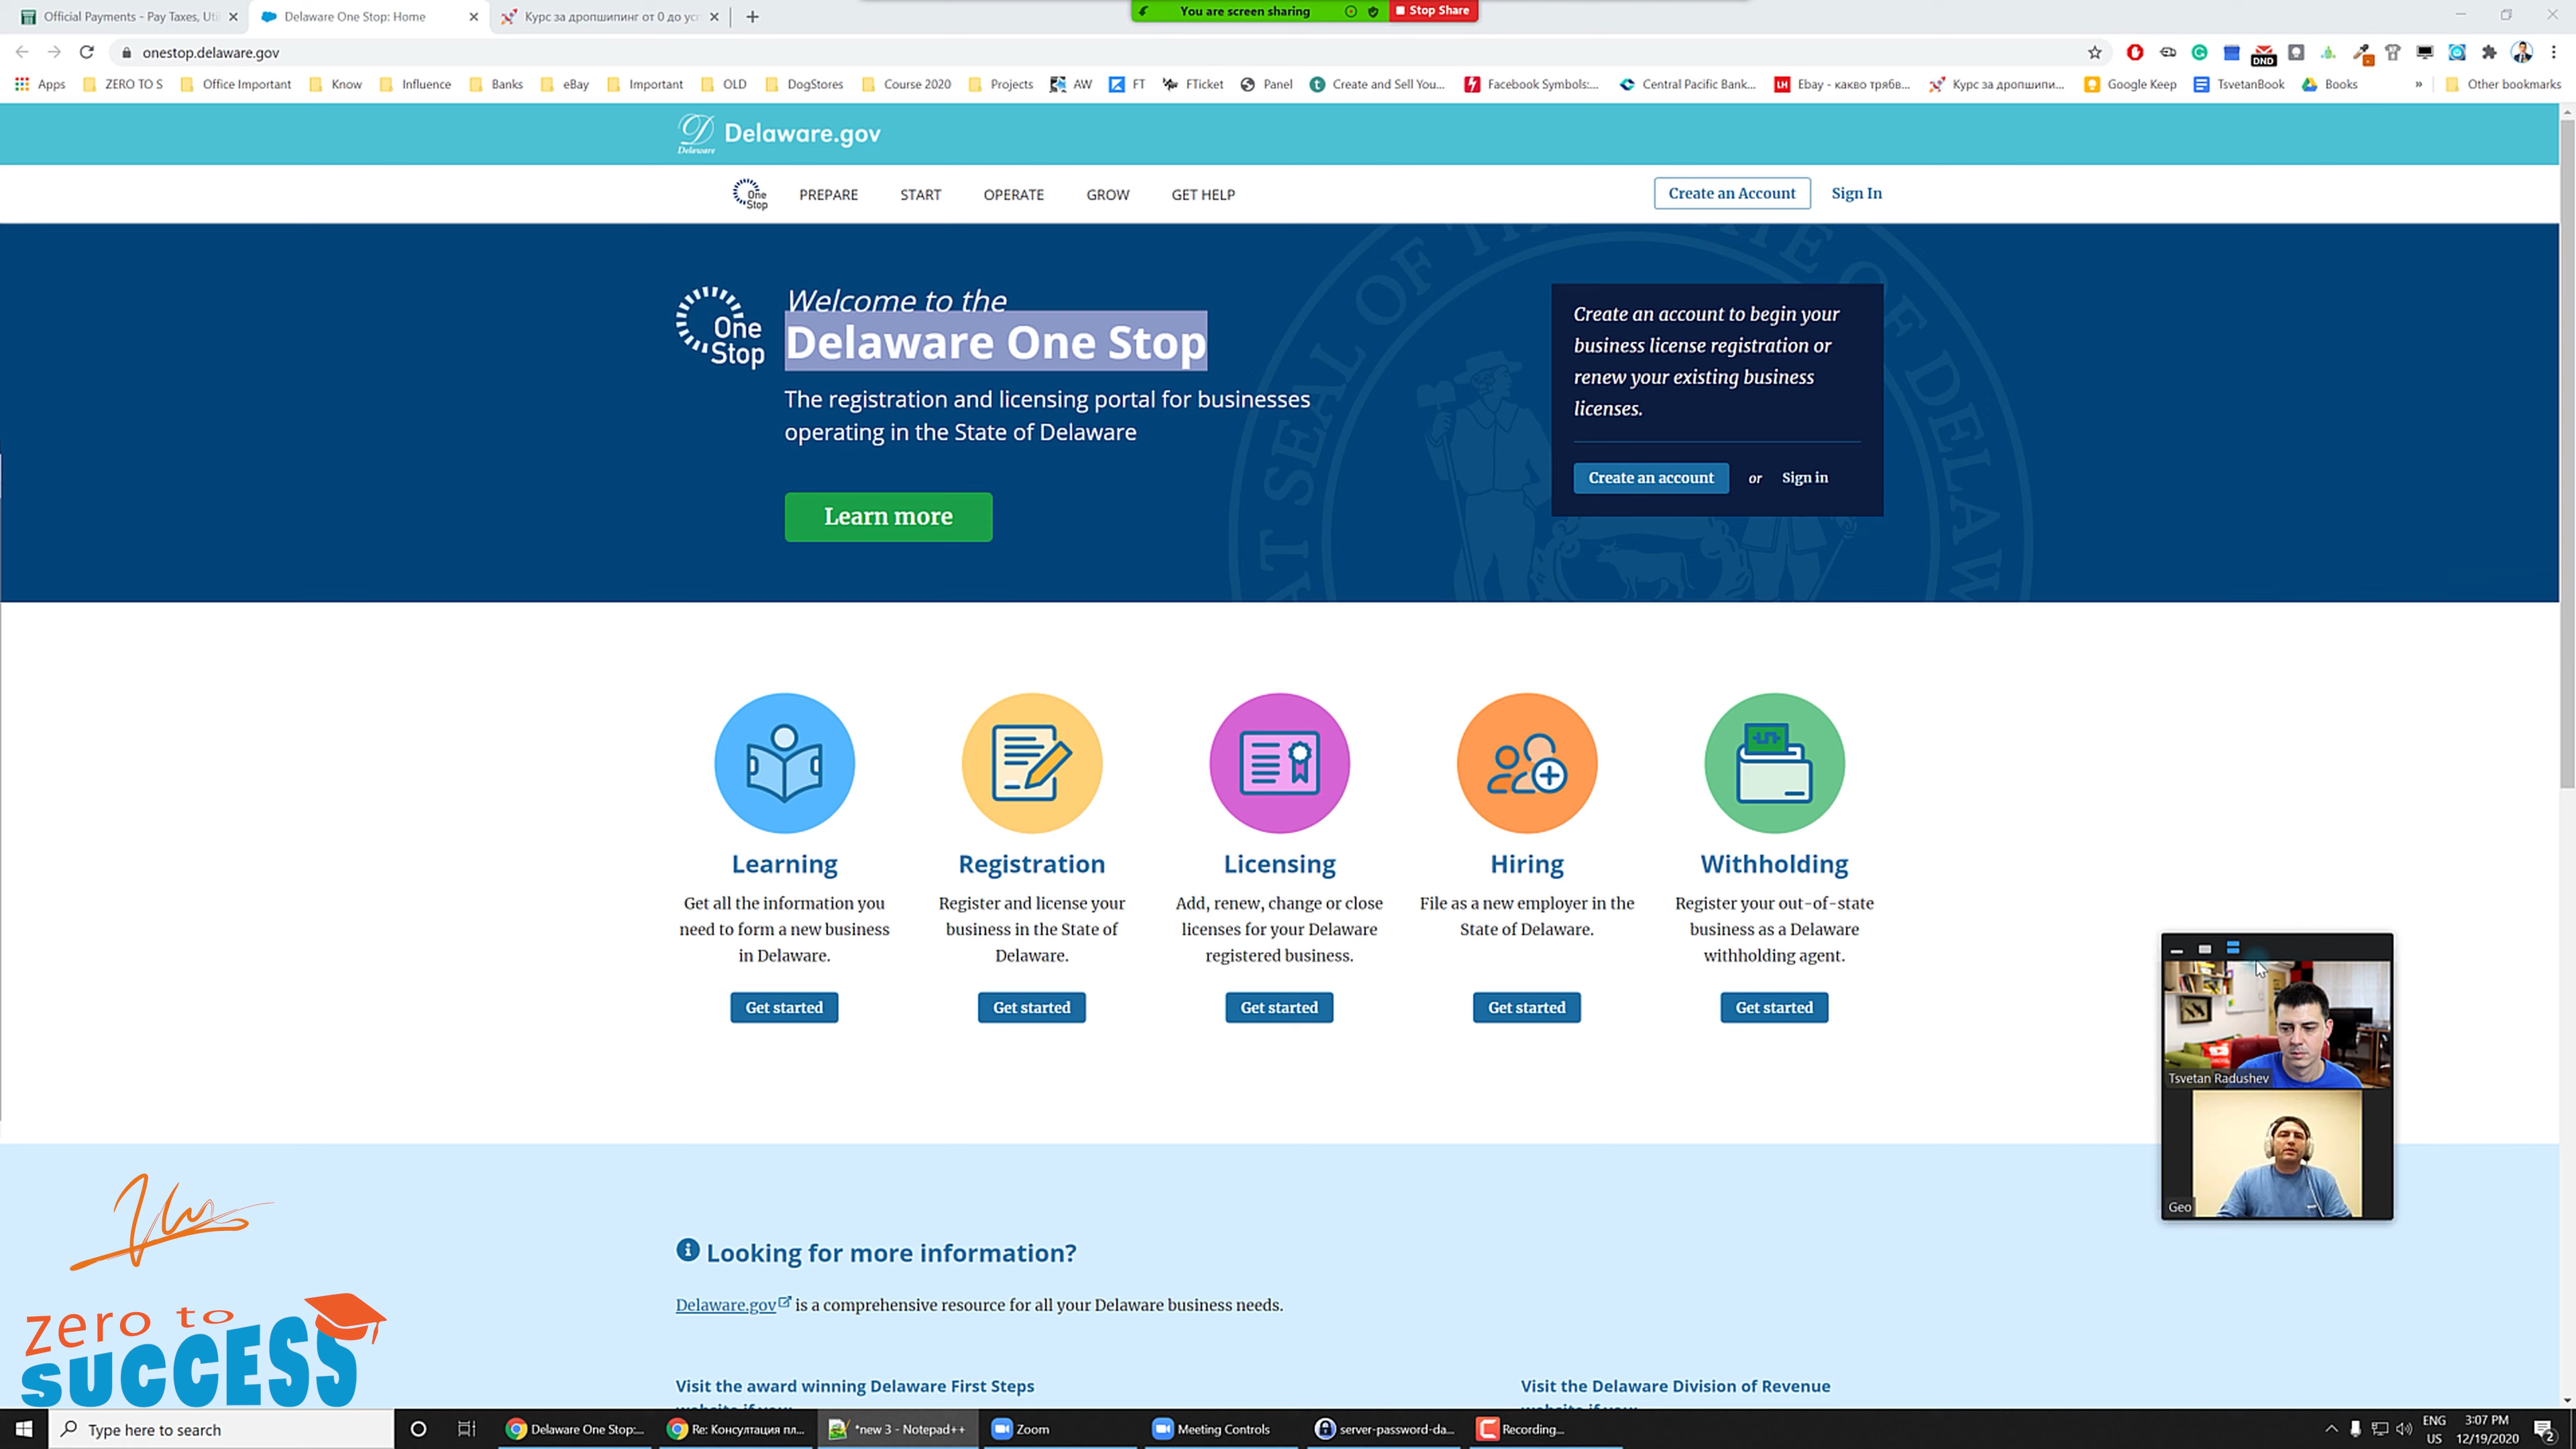 Official Payments - Pay Taxes, Uti
Delaware One Stop: Home
Курс за дропшипинг от 0 до ус
You are screen sharing
Stop Share
onestop.delaware.gov
DND
Apps
ZERO TO S
Office Important
Know
Influence
Banks
eBay
Important
OLD
DogStores
Course 2020
Projects
AW
FT
FTicket
Panel
Create and Sell You...
Facebook Symbols:...
Central Pacific Bank...
LH
Ebay - какво трябв...
Курс за дропшипи...
Google Keep
TsvetanBook
Books
»
Other bookmarks
Delaware
Delaware.gov
One Stop
PREPARE
START
OPERATE
GROW
GET HELP
Create an Account
Sign In
Welcome to the
One
Stop
Delaware One Stop
The registration and licensing portal for businesses
operating in the State of Delaware
Learn more
Create an account to begin your
business license registration or
renew your existing business
licenses.
Create an account or Sign in
Learning
Get all the information you
need to form a new business
in Delaware.
Get started
Registration
Register and license your
business in the State of
Delaware.
Get started
Licensing
Add, renew, change or close
licenses for your Delaware
registered business.
Get started
Hiring
File as a new employer in the
State of Delaware.
Get started
Withholding
Register your out-of-state
business as a Delaware
withholding agent.
Get started
Tsvetan Radushev
Geo
Looking for more information?
Delaware.gov is a comprehensive resource for all your Delaware business needs.
Visit the award winning Delaware First Steps
Visit the Delaware Division of Revenue
zero to
SUCCESS
Type here to search
Delaware One Stop:...
Re: Консултация пл...
*new 3 - Notepad++
Zoom
Meeting Controls
server-password-da...
Recording...
ENG
US
3:07 PM
12/19/2020
2